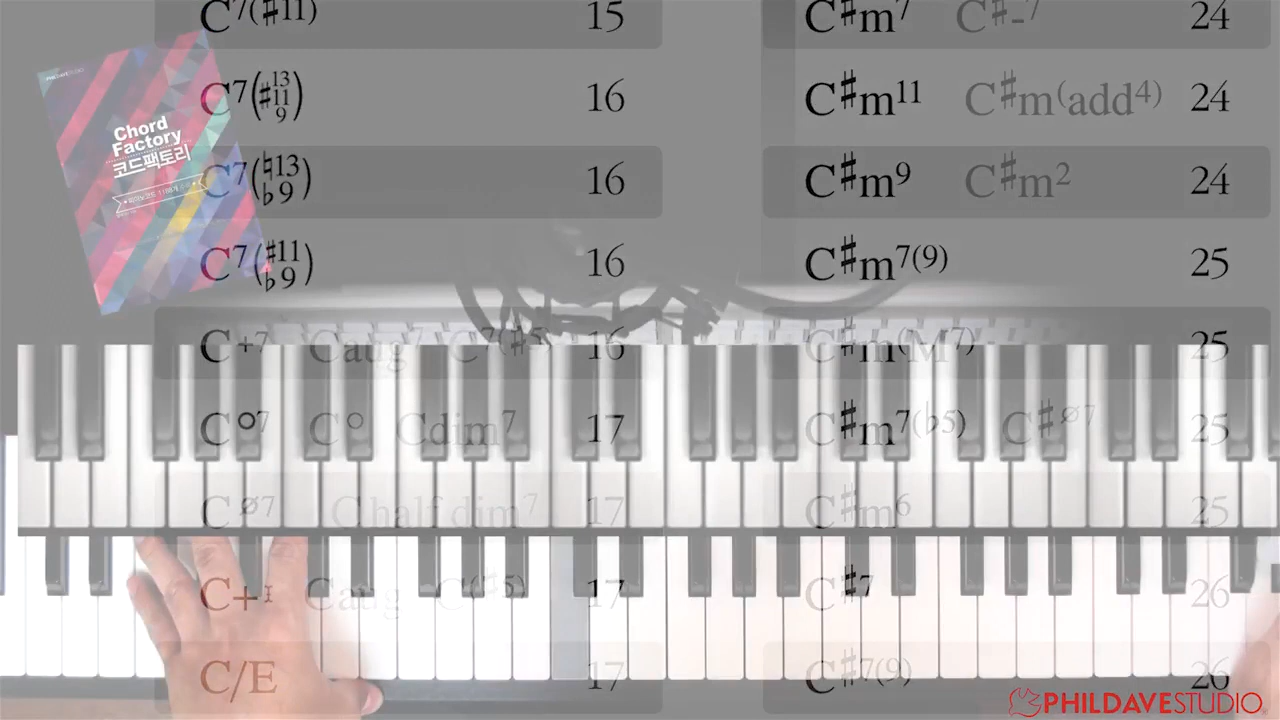 C7(♯11) 15
C7(♯13 11 9) 16
C7(♮13 ♭9) 16
C7(♯11 ♭9) 16
C+7 Caug7 C7(♯5) 16
C°7 C° Cdim7 17
Cø7 C half dim7 17
C+ Caug C(♯5) 17
C/E 17
C♯m7 C♯-7 24
C♯m11 C♯m(add4) 24
C♯m9 C♯m2 24
C♯m7(9) 25
C♯m(M7) 25
C♯m7(♭5) C♯ø7 25
C♯m6 25
C♯7 26
C♯7(9) 26
PHILDAVESTUDIO
Chord
Factory
코드팩토리
PHILDAVESTUDIO